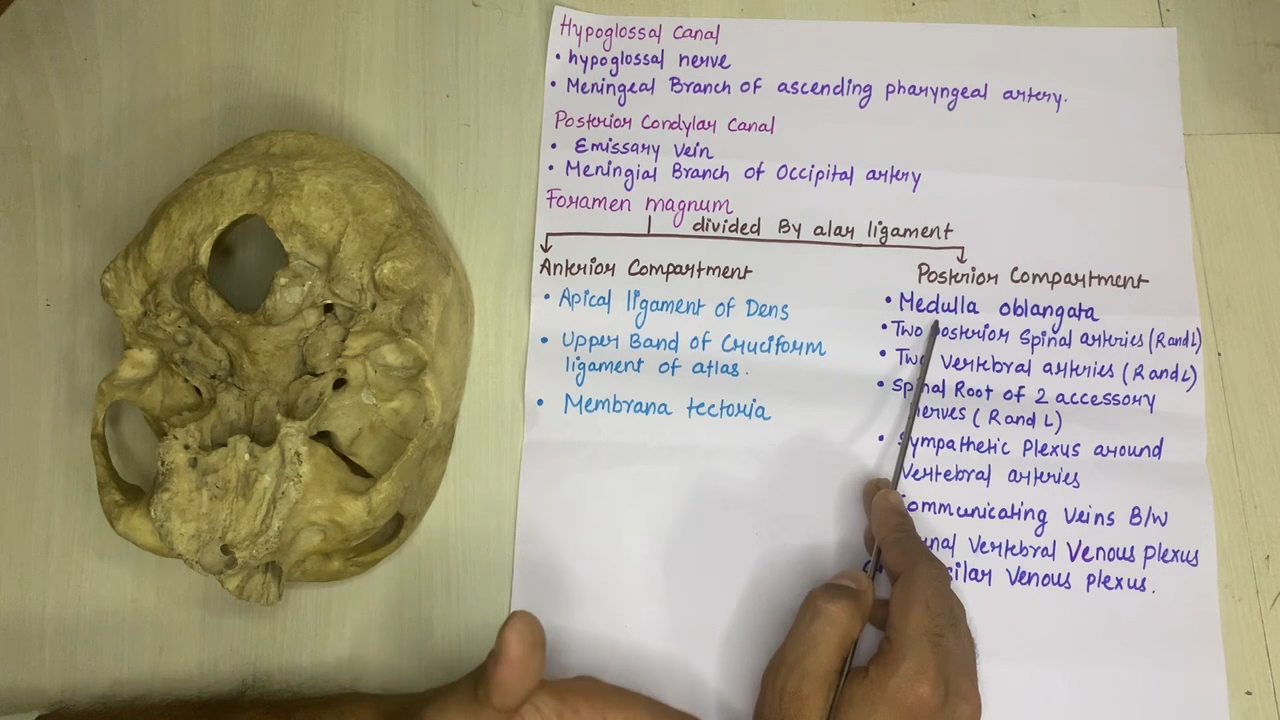 Hypoglossal Canal
• hypoglossal nerve
• Meningeal Branch of ascending pharyngeal artery.
Posterior Condylar Canal
• Emissary vein
• Meningial Branch of Occipital artery
Foramen magnum
divided By alar ligament
Anterior Compartment
• Apical ligament of Dens
• Upper Band of Cruciform
ligament of atlas.
• Membrana tectoria
Posterior Compartment
• Medulla oblangata
• Two Posterior Spinal arteries (R and L)
• Two vertebral arteries (R and L)
• Spinal Root of 2 accessory
nerves (R and L)
• Sympathetic Plexus around
Vertebral arteries
Communicating Veins B/W
Vertebral Venous plexus
Venous plexus.